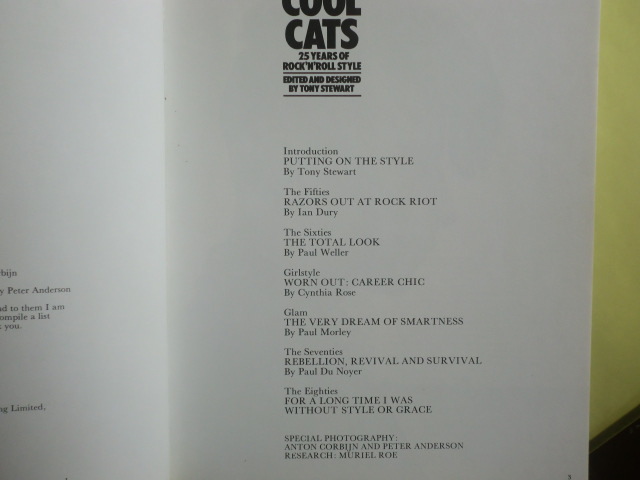 rbijn
y Peter Anderson
nd to them I am
ompile a list
k you.
ng Limited,
COOL
CATS
25 YEARS OF
ROCK'N'ROLL STYLE
EDITED AND DESIGNED
BY TONY STEWART
Introduction
PUTTING ON THE STYLE
By Tony Stewart
The Fifties
RAZORS OUT AT ROCK RIOT
By Ian Dury
The Sixties
THE TOTAL LOOK
By Paul Weller
Girlstyle
WORN OUT: CAREER CHIC
By Cynthia Rose
Glam
THE VERY DREAM OF SMARTNESS
By Paul Morley
The Seventies
REBELLION, REVIVAL AND SURVIVAL
By Paul Du Noyer
The Eighties
FOR A LONG TIME I WAS
WITHOUT STYLE OR GRACE
SPECIAL PHOTOGRAPHY:
ANTON CORBIJN AND PETER ANDERSON
RESEARCH: MURIEL ROE
3